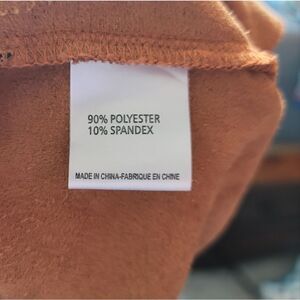 90% POLYESTER
10% SPANDEX
MADE IN CHINA-FABRIQUE EN CHINE